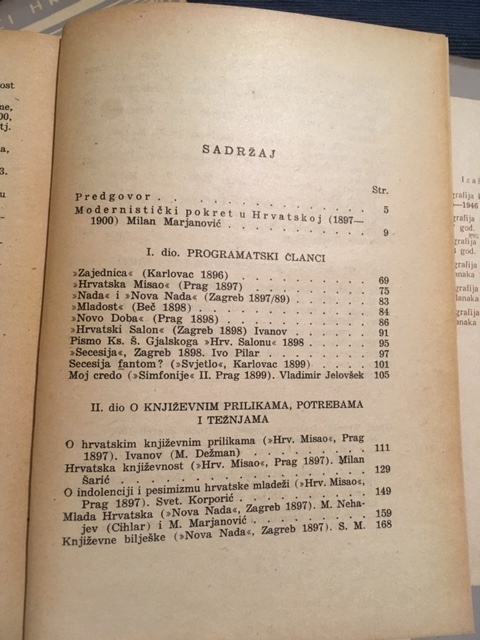 SADRŽAJ
Str.
Predgovor . . . . . . . . . . . . . . 5
Modernistički pokret u Hrvatskoj (1897—
1900) Milan Marjanović . . . . . . . . . 9
I. dio. PROGRAMATSKI ČLANCI
»Zajednica« (Karlovac 1896) . . . . . . . . 69
»Hrvatska Misao« (Prag 1897) . . . . . . . 75
»Nada« i »Nova Nada« (Zagreb 1897/89) . . . . 83
»Mladost« (Beč 1898) . . . . . . . . . . 84
»Novo Doba« (Prag 1898) . . . . . . . . . 86
»Hrvatski Salon« (Zagreb 1898) Ivanov . . . . 91
Pismo Ks. Š. Gjalskoga »Hrv. Salonu« 1898 . . 95
»Secesija«, Zagreb 1898. Ivo Pilar . . . . . 97
Secesija fantom? (»Svjetlo«, Karlovac 1899) . . 101
Moj credo (»Simfonije« II. Prag 1899). Vladimir Jelovšek 105
II. dio O KNJIŽEVNIM PRILIKAMA, POTREBAMA
I TEŽNJAMA
O hrvatskim književnim prilikama (»Hrv. Misao«, Prag
1897). Ivanov (M. Dežman) . . . . . . . . 111
Hrvatska književnost (»Hrv. Misao«, Prag 1897). Milan
Šarić . . . . . . . . . . . . . . . 129
O indolenciji i pesimizmu hrvatske mladeži (»Hrv. Misao«,
Prag 1897). Svet. Korporić . . . . . . . . 149
Mlada Hrvatska (»Nova Nada«, Zagreb 1897). M. Neha-
jev (Cihlar) i M. Marjanović . . . . . . . 159
Književne bilješke (»Nova Nada«, Zagreb 1897). S. M. 168